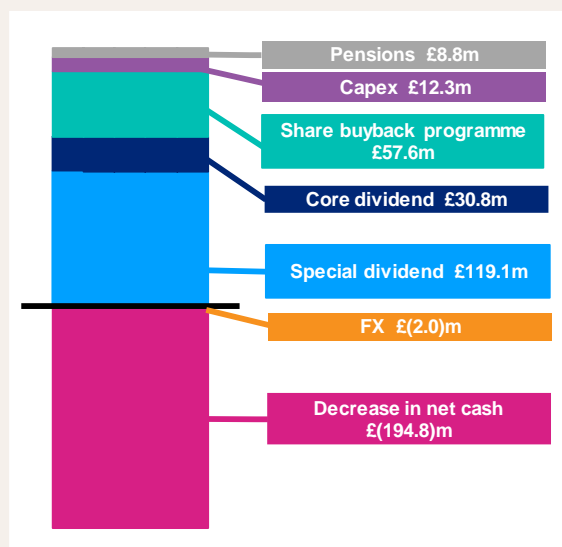 Pensions £8.8m
Capex £12.3m
Share buyback programme
£57.6m
Core dividend £30.8m
Special dividend £119.1m
FX £(2.0)m
Decrease in net cash
£(194.8)m